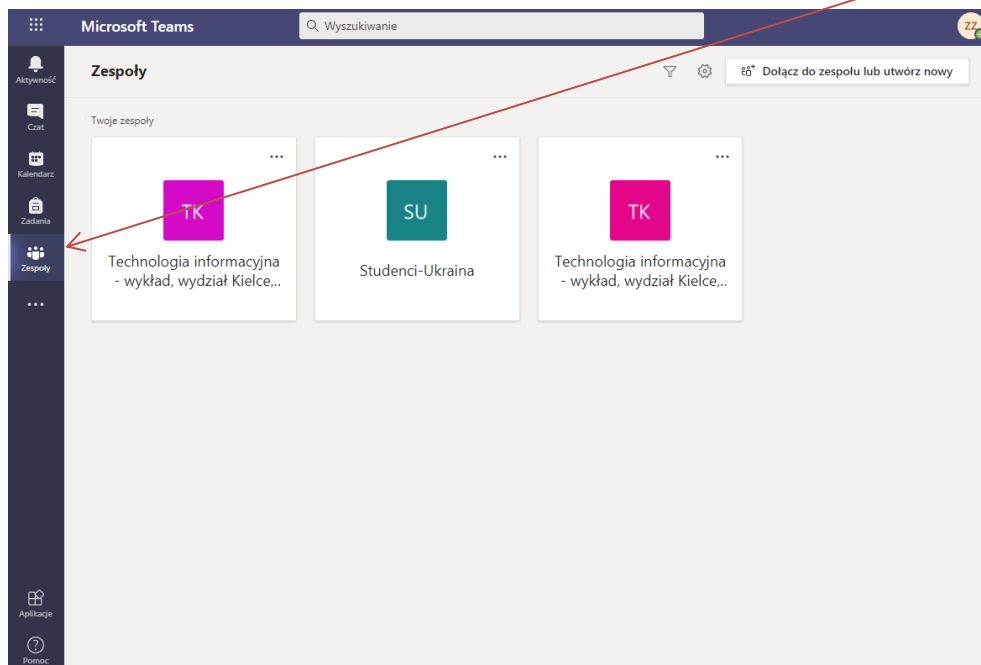 Microsoft Teams
Wyszukiwanie
ZZ
Aktywność
Czat
Kalendarz
Zadania
Zespoły
Aplikacje
Pomoc
Zespoły
Dołącz do zespołu lub utwórz nowy
Twoje zespoły
TK
Technologia informacyjna
- wykład, wydział Kielce,..
SU
Studenci-Ukraina
TK
Technologia informacyjna
- wykład, wydział Kielce,..